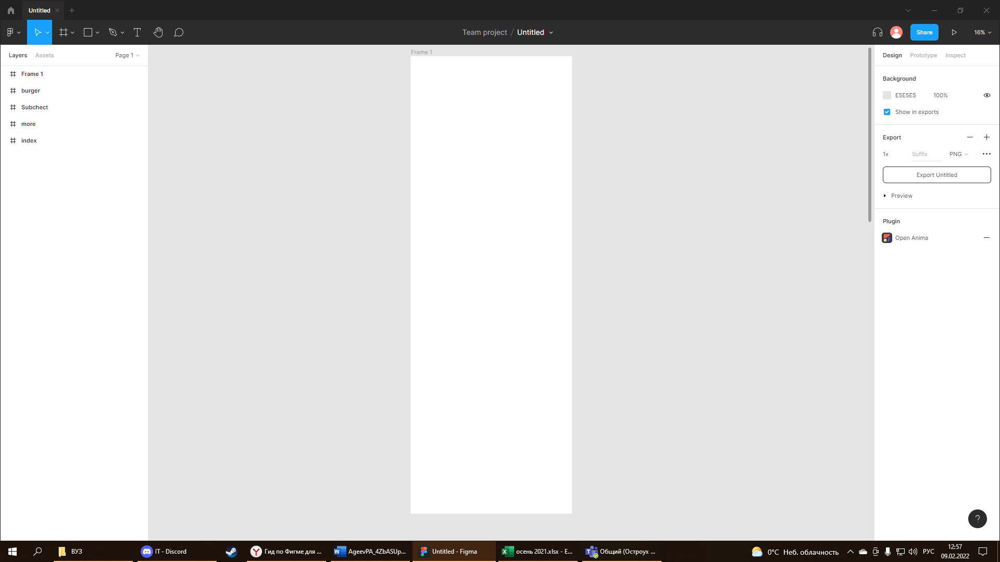 Untitled
Team project / Untitled
Share
16%
Layers
Assets
Page 1
Frame 1
burger
Subchect
more
index
Frame 1
Design
Prototype
Inspect
Background
E5E5E5
100%
Show in exports
Export
1x
Suffix
PNG
Export Untitled
Preview
Plugin
Open Anima
?
ВУЗ
IT - Discord
Гид по Фигме для ...
AgeevPA_4ZbASUp...
Untitled - Figma
осень 2021.xlsx - E...
Общий (Остроух ...
0°C Неб. облачность
РУС
12:57
09.02.2022